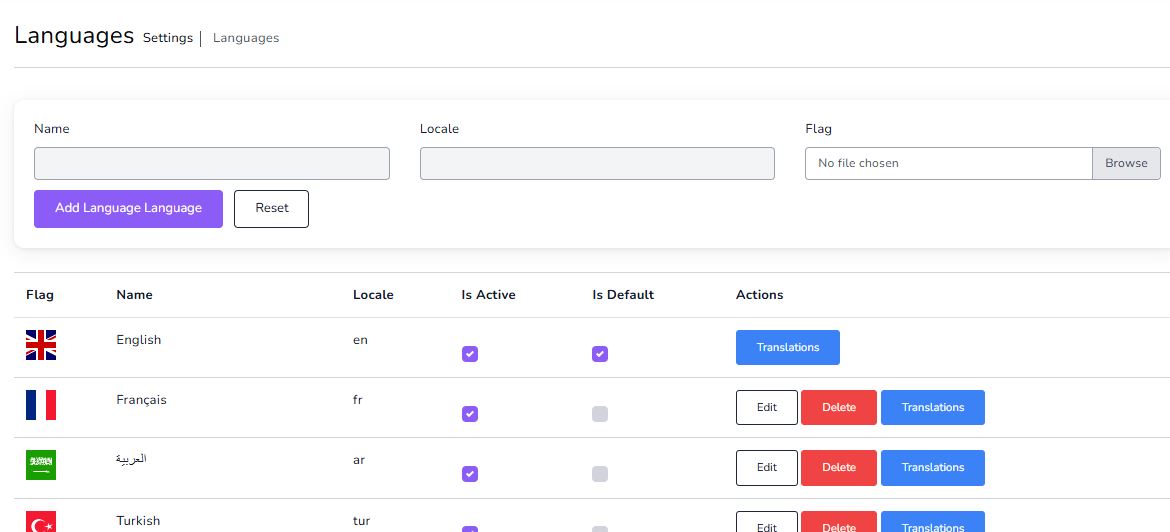 Languages Settings | Languages
Name Locale Flag
No file chosen Browse
Add Language Language Reset
Flag Name Locale Is Active Is Default Actions
English en Translations
Français fr Edit Delete Translations
العربية ar Edit Delete Translations
Turkish tur Edit Delete Translations